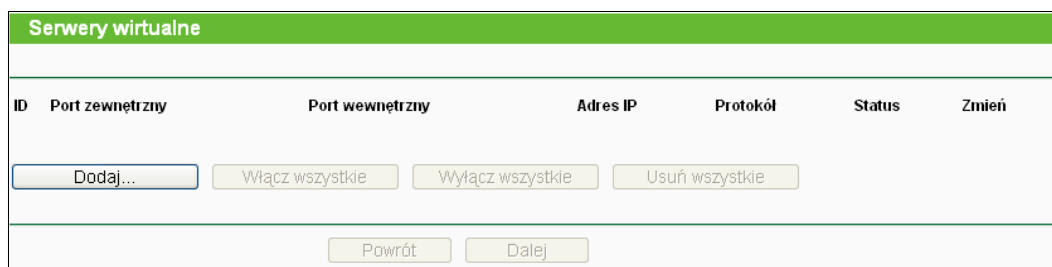 Serwery wirtualne
ID Port zewnętrzny Port wewnętrzny Adres IP Protokół Status Zmień
Dodaj... Włącz wszystkie Wyłącz wszystkie Usuń wszystkie
Powrót Dalej